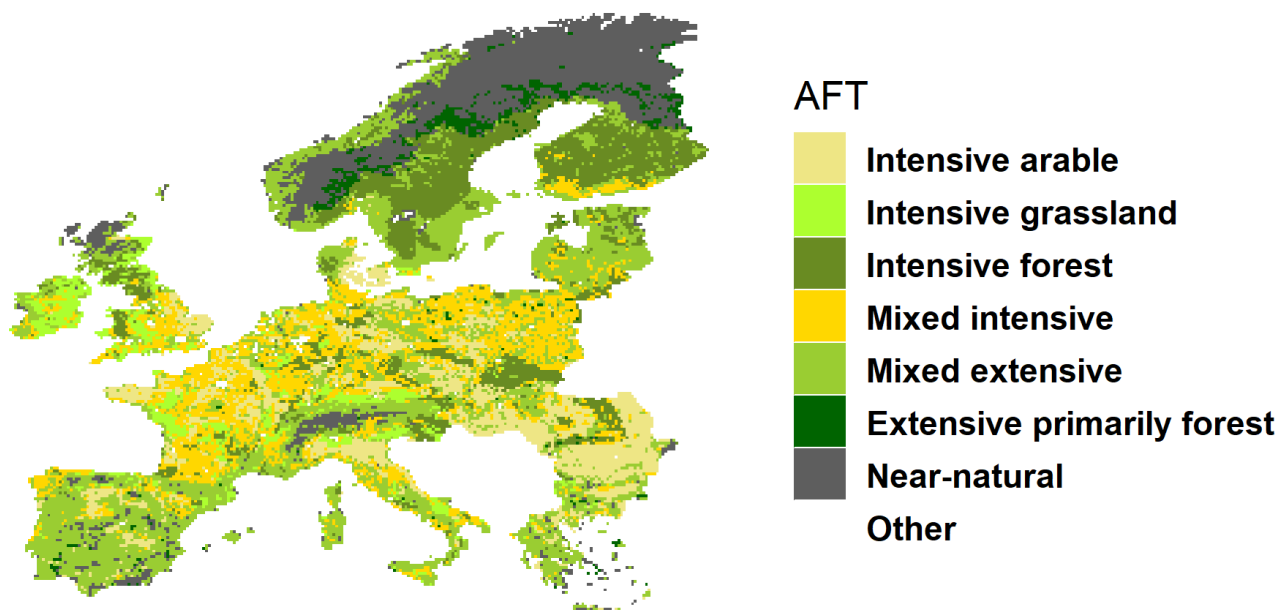 AFT
Intensive arable
Intensive grassland
Intensive forest
Mixed intensive
Mixed extensive
Extensive primarily forest
Near-natural
Other